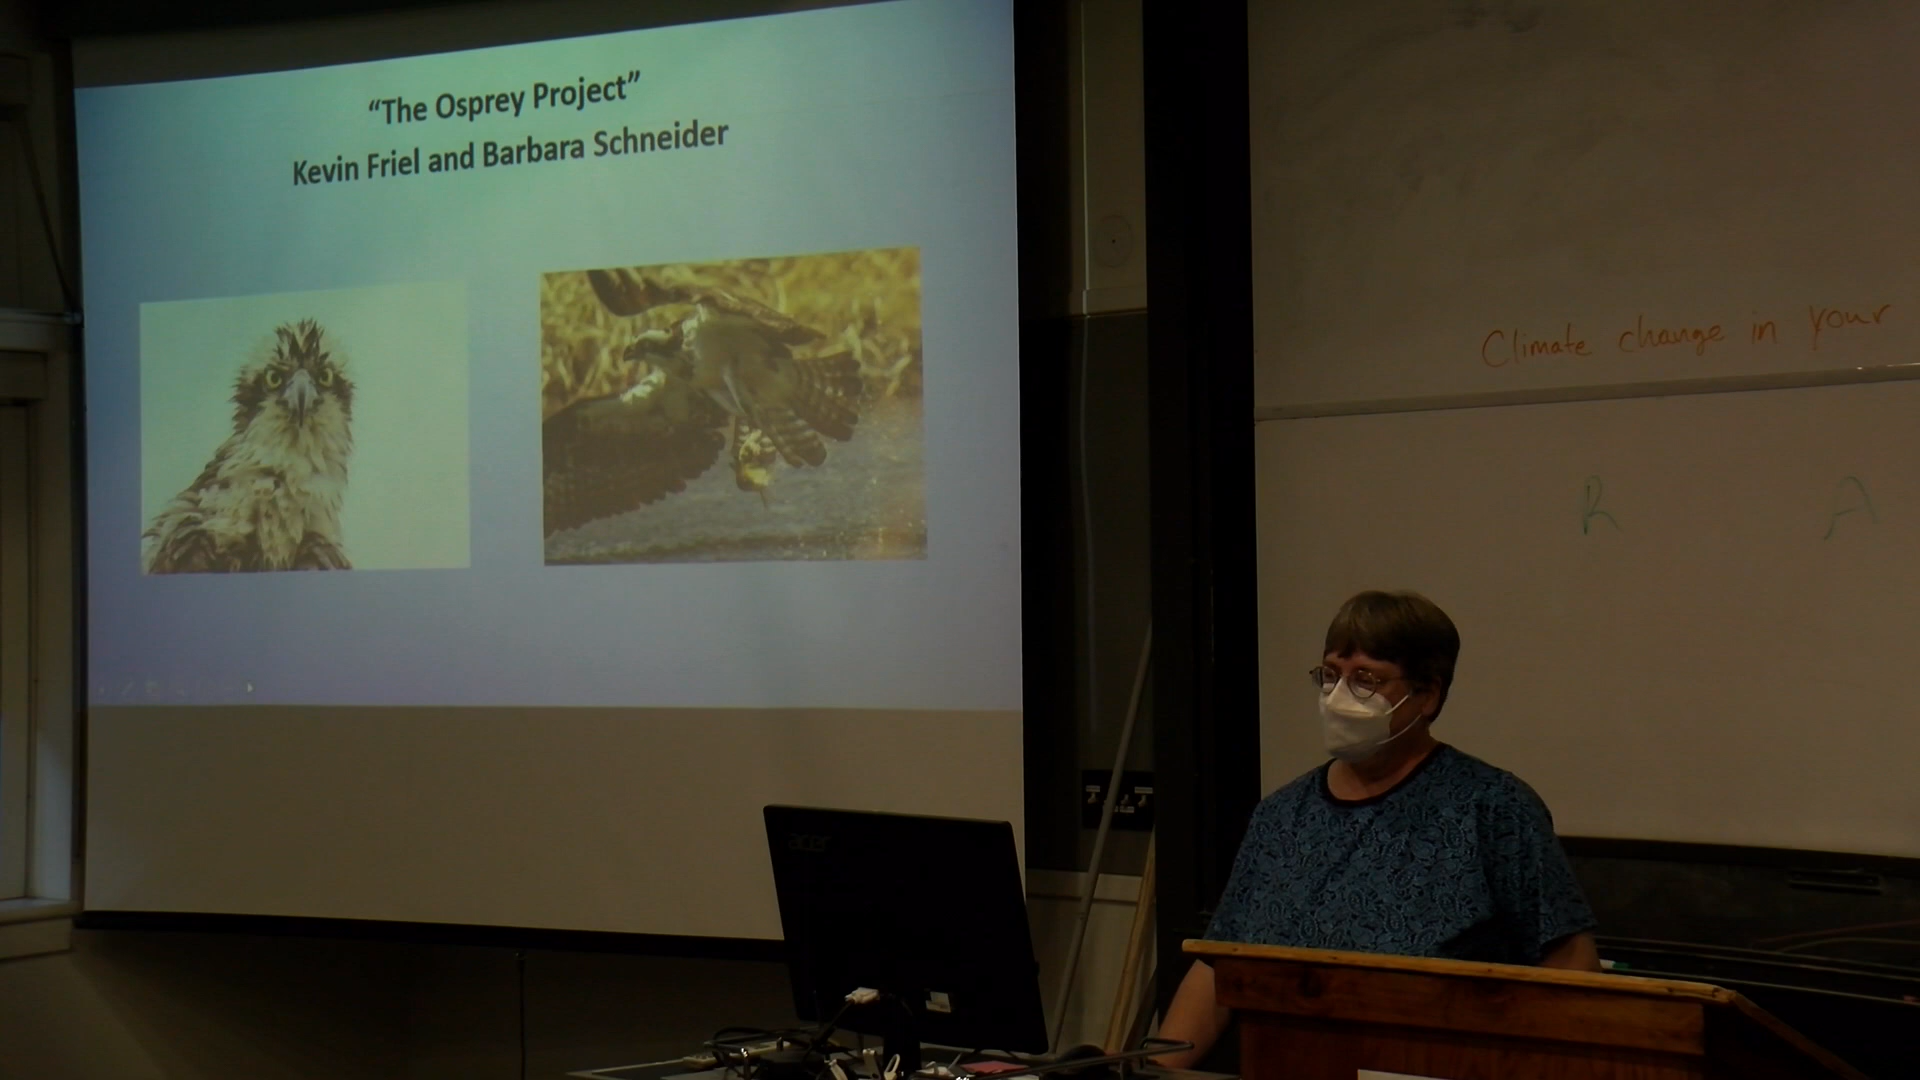 “The Osprey Project”
Kevin Friel and Barbara Schneider
Climate change in your
R A
acer